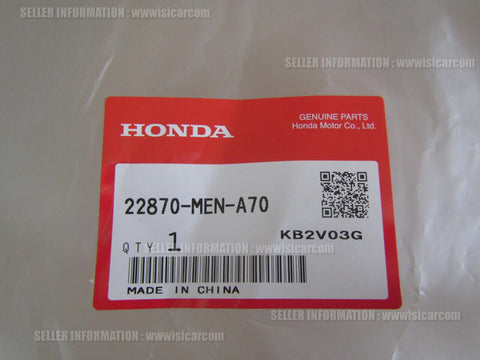 SELLER INFORMATION : wwwisicarcom
SELLER INFORMATION : wwwisicarcom
HONDA
GENUINE PARTS
Honda Motor Co., Ltd.
22870-MEN-A70
KB2V03G
QTY 1
MADE IN CHINA
SELLER INFORMATION : wwwisicarcom
SELLER INFORMATION : wwwisicarcom